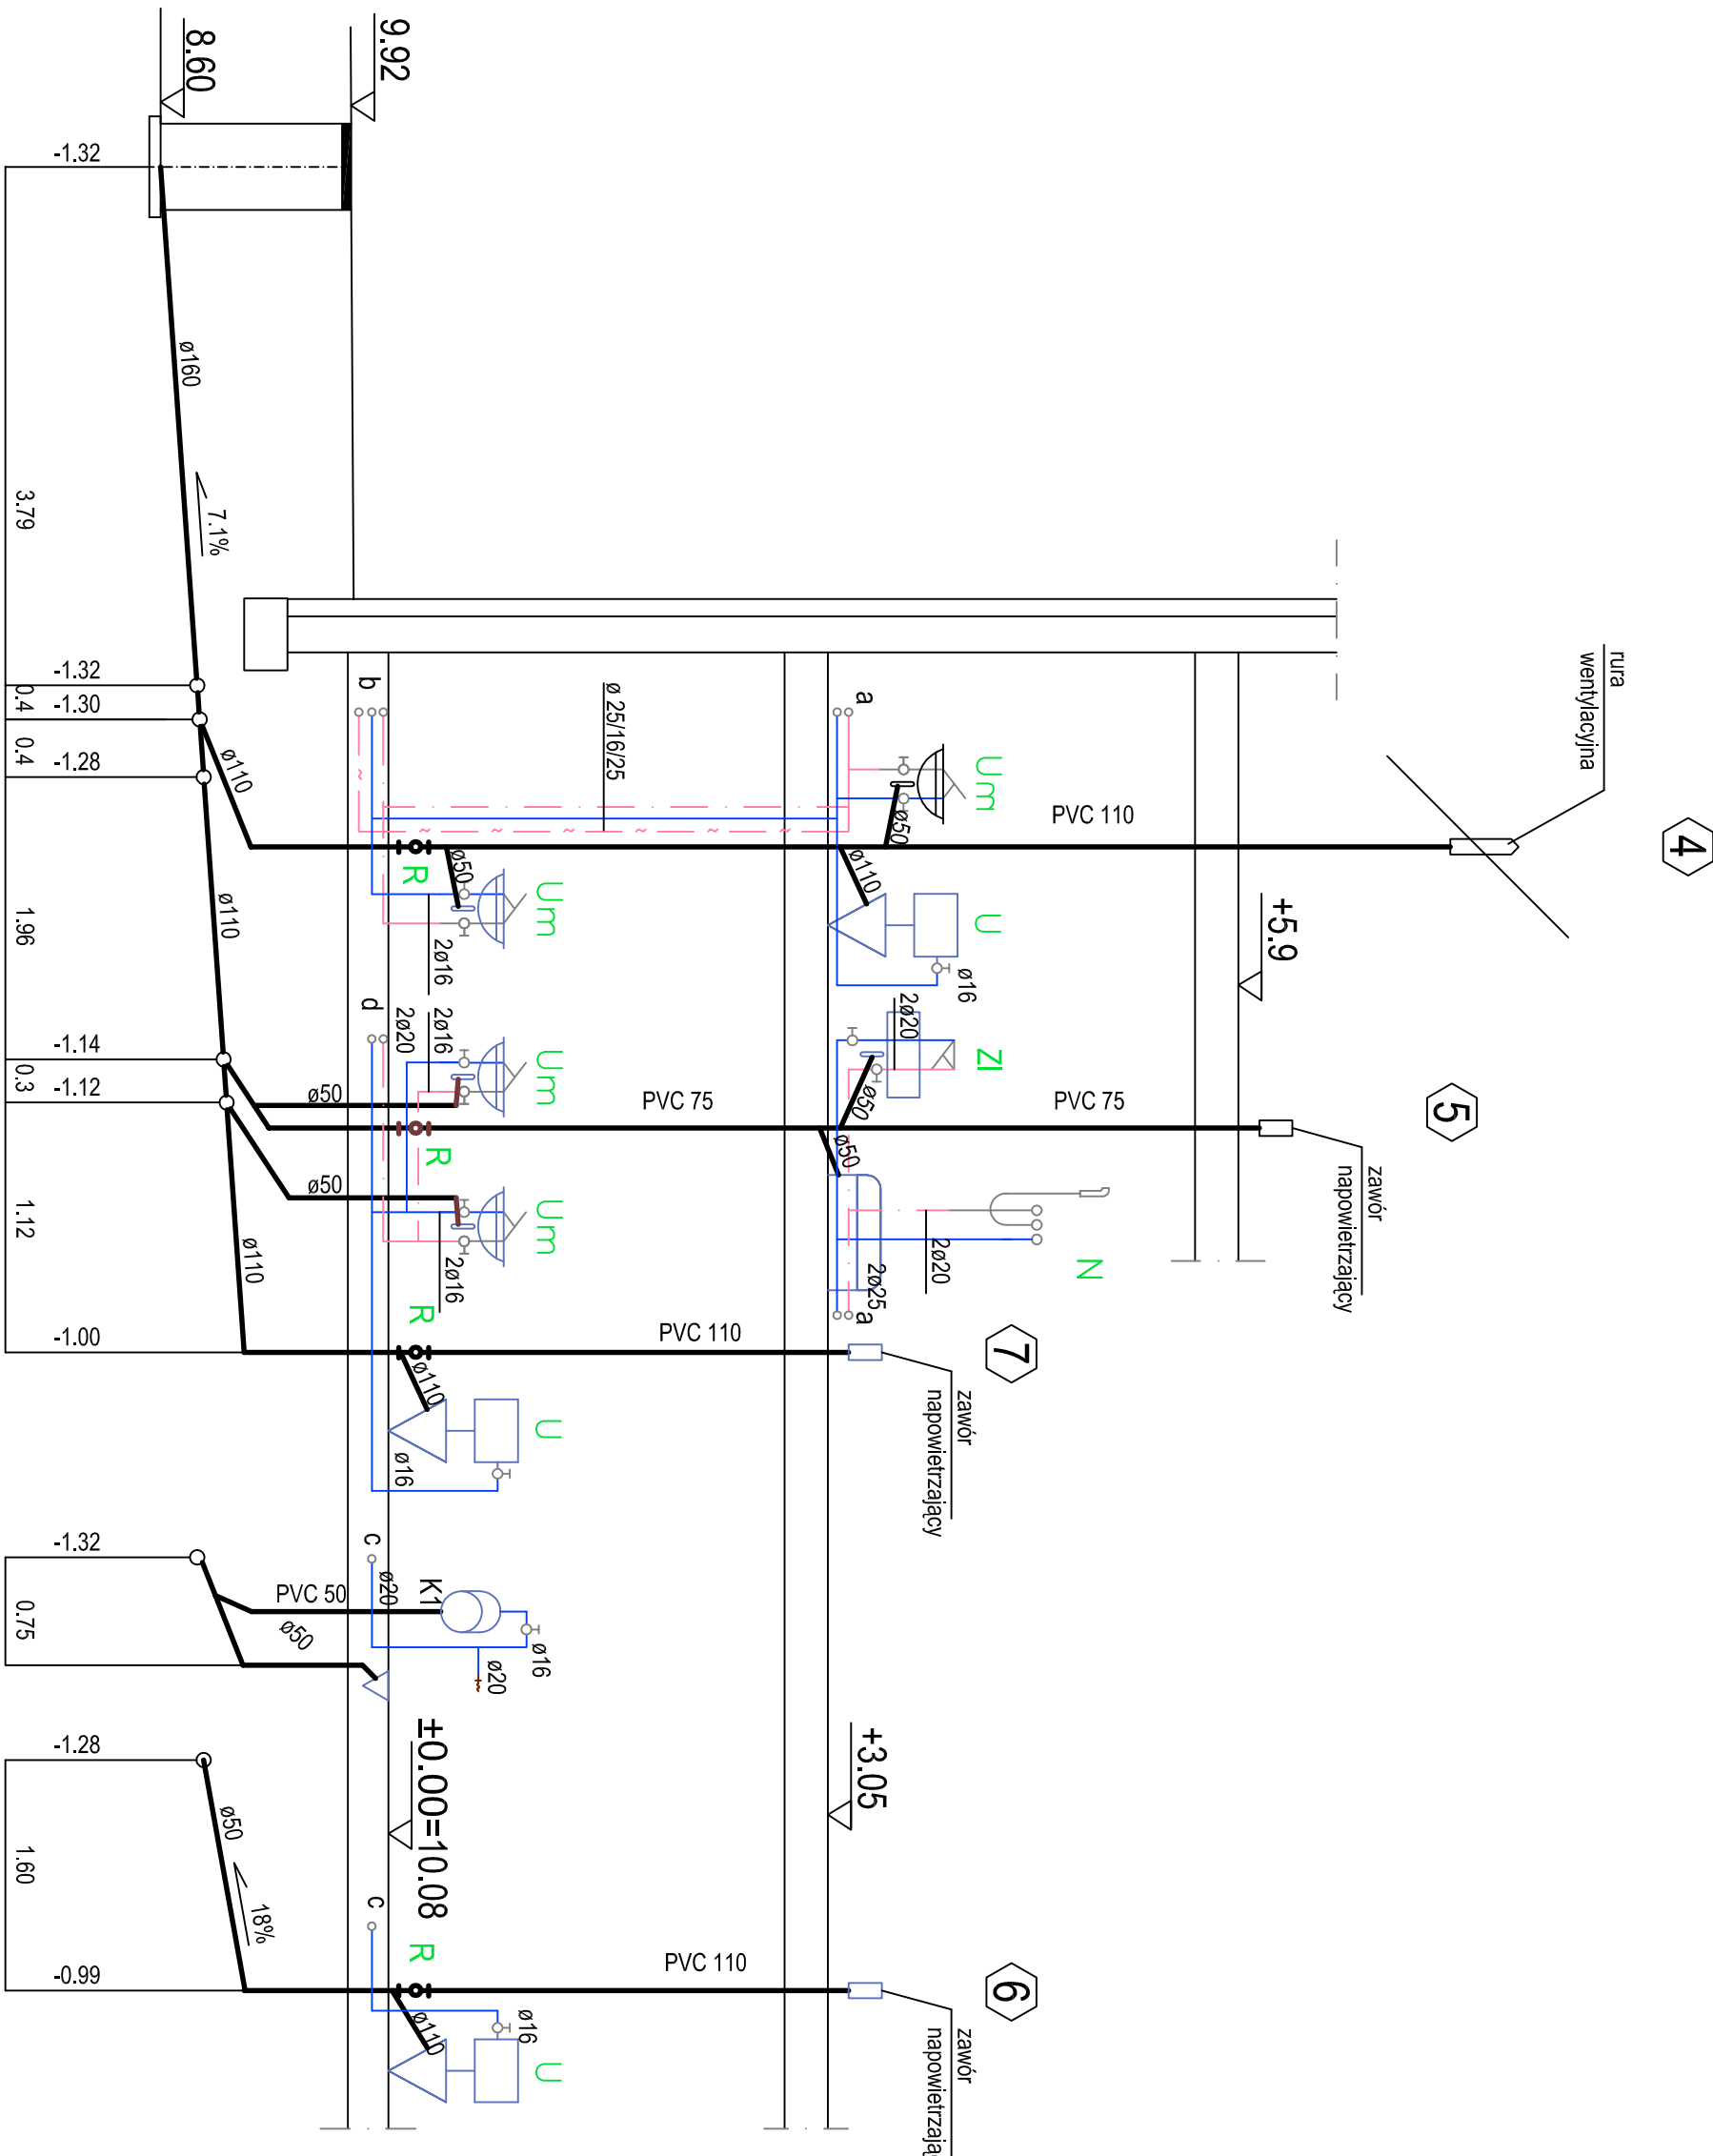 4
rura
wentylacyjna
5
+5.9
zawór
napowietrzający
7
zawór
napowietrzający
6
zawór
napowietrzają
9.92
8.60
PVC 110
PVC 75
Um
U
Zl
N
a
ø50
ø110
ø16
2ø20
ø50
ø50
2ø20
2ø25
a
+3.05
ø 25/16/25
PVC 75
PVC 110
PVC 110
Um
Um
Um
U
U
b
d
R
R
R
R
ø50
2ø16
2ø16
2ø20
2ø16
ø110
ø16
c
ø20
K1
ø16
ø20
±0.00=10.08
c
ø110
ø16
ø160
7.1%
ø110
ø110
ø50
ø50
ø110
PVC 50
ø50
ø50
18%
-1.32
-1.32
-1.30
-1.28
-1.14
-1.12
-1.00
-1.32
-1.28
-0.99
3.79
0.4
0.4
1.96
0.3
1.12
0.75
1.60